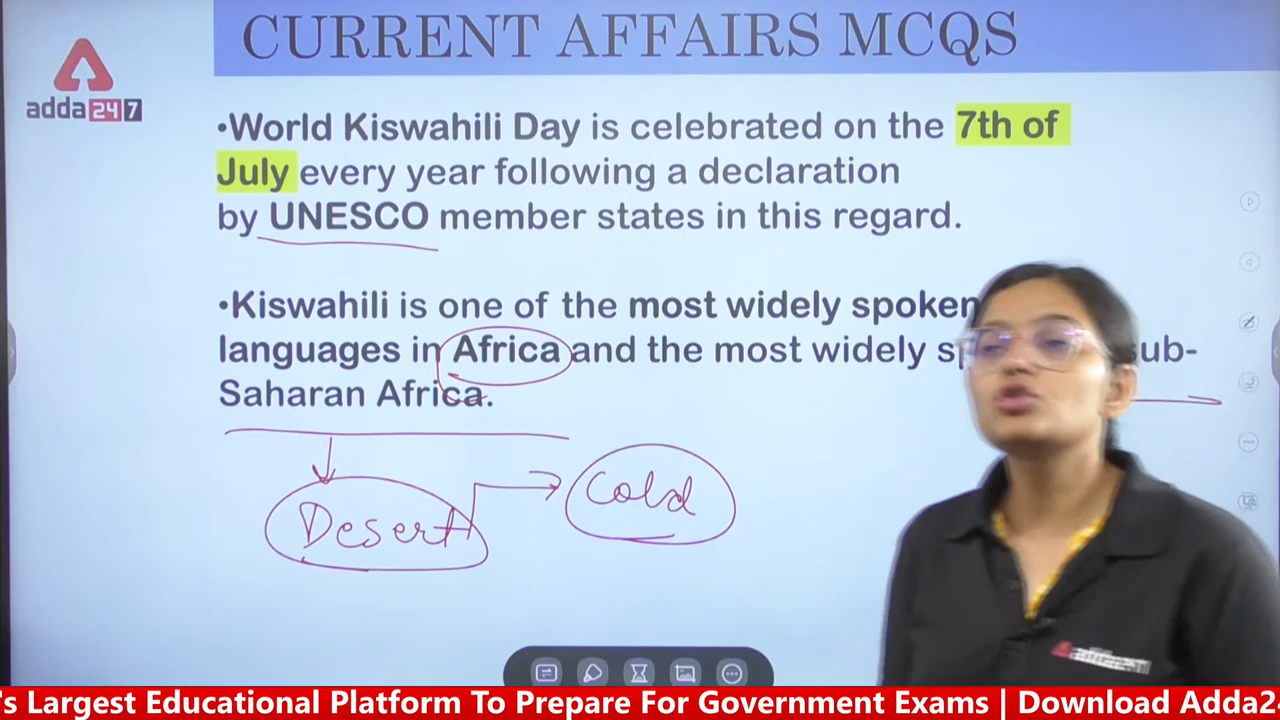 CURRENT AFFAIRS MCQS
adda247
•World Kiswahili Day is celebrated on the 7th of
July every year following a declaration
by UNESCO member states in this regard.
•Kiswahili is one of the most widely spoken
languages in Africa and the most widely sp ub-
Saharan Africa.
Desert
Cold
's Largest Educational Platform To Prepare For Government Exams | Download Adda2